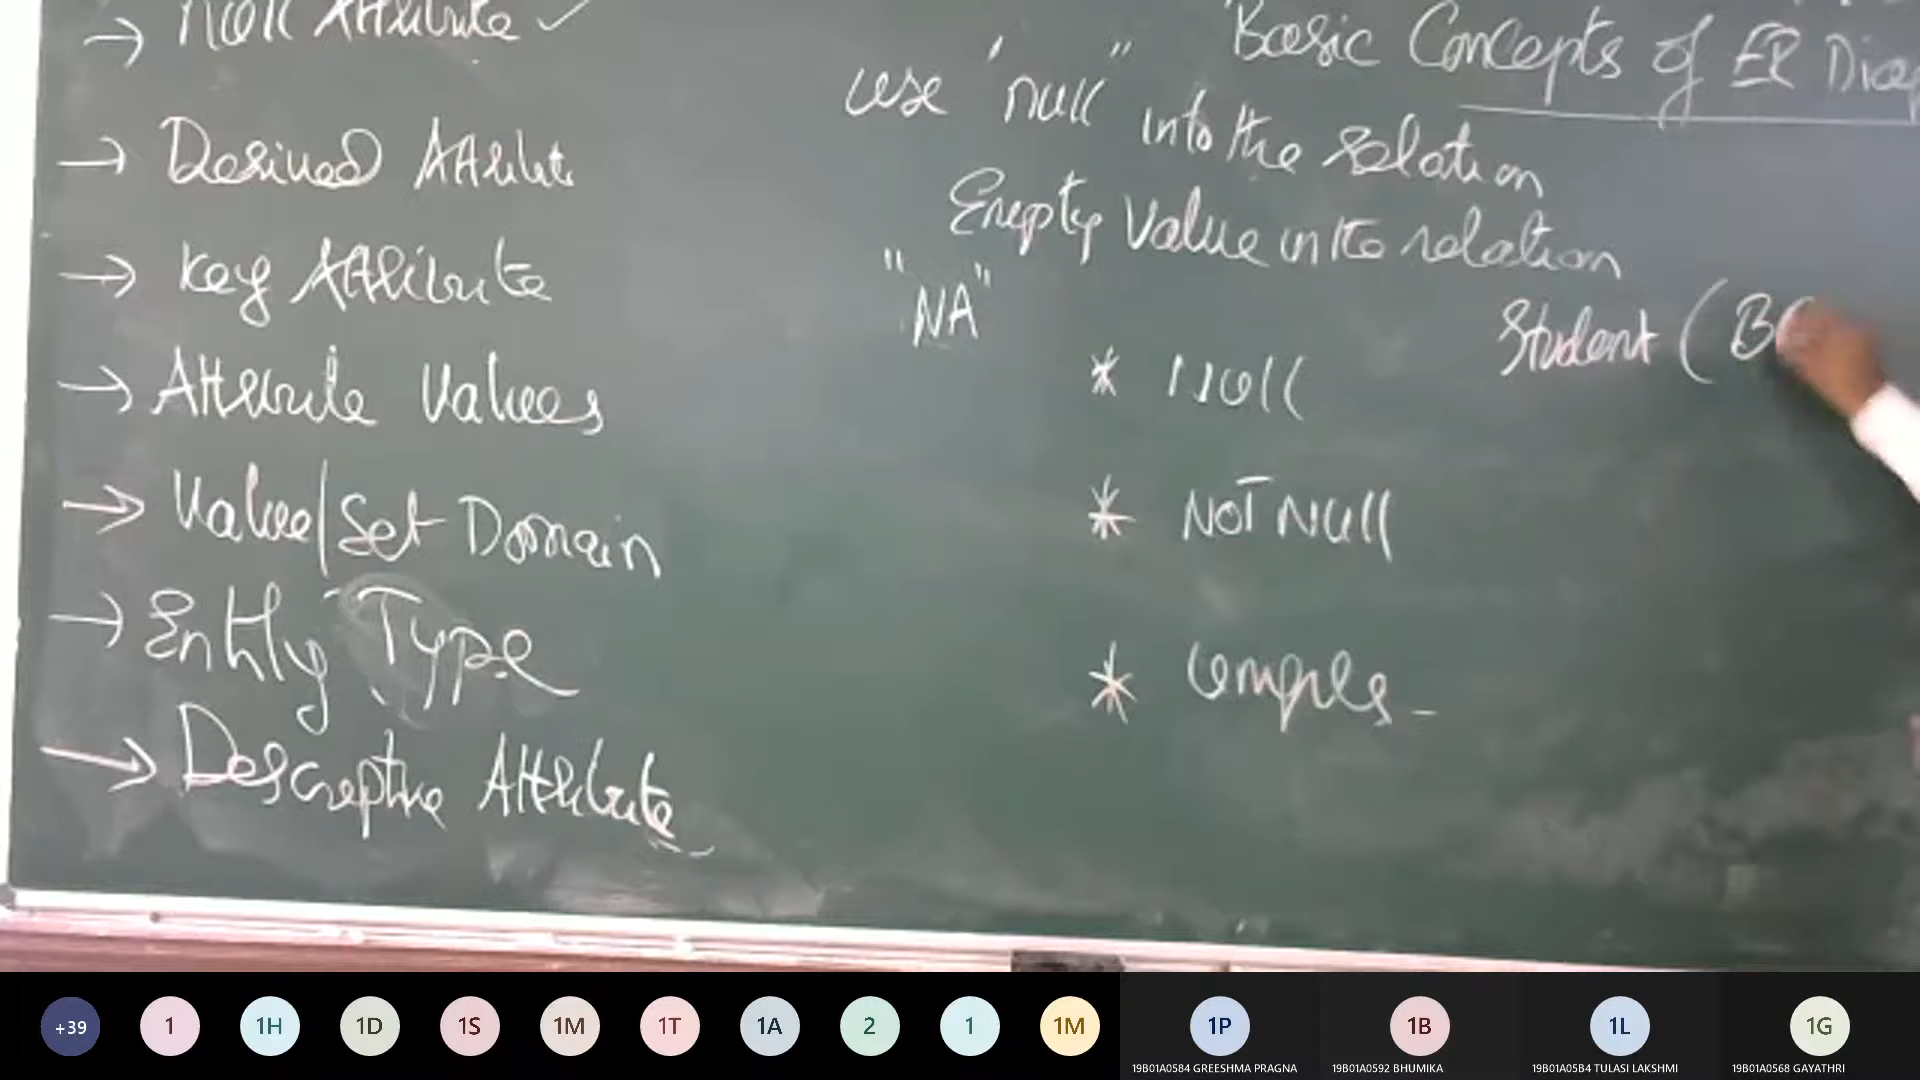 → Null Attribute ✓
→ Derived Attribute
→ Key Attribute
→ Attribute Values
→ Value/Set Domain
→ Entity Type
→ Descriptive Attribute
Basic Concepts of ER
use 'null" into the relation
Empty Value into relation
"NA"
Student (
* Null
* NOT NULL
*
+39
1
1H
1D
1S
1M
1T
1A
2
1
1M
1P
1B
1L
1G
19B01A0584 GREESHMA PRAGNA
19B01A0592 BHUMIKA
19B01A05B4 TULASI LAKSHMI
19B01A0568 GAYATHRI